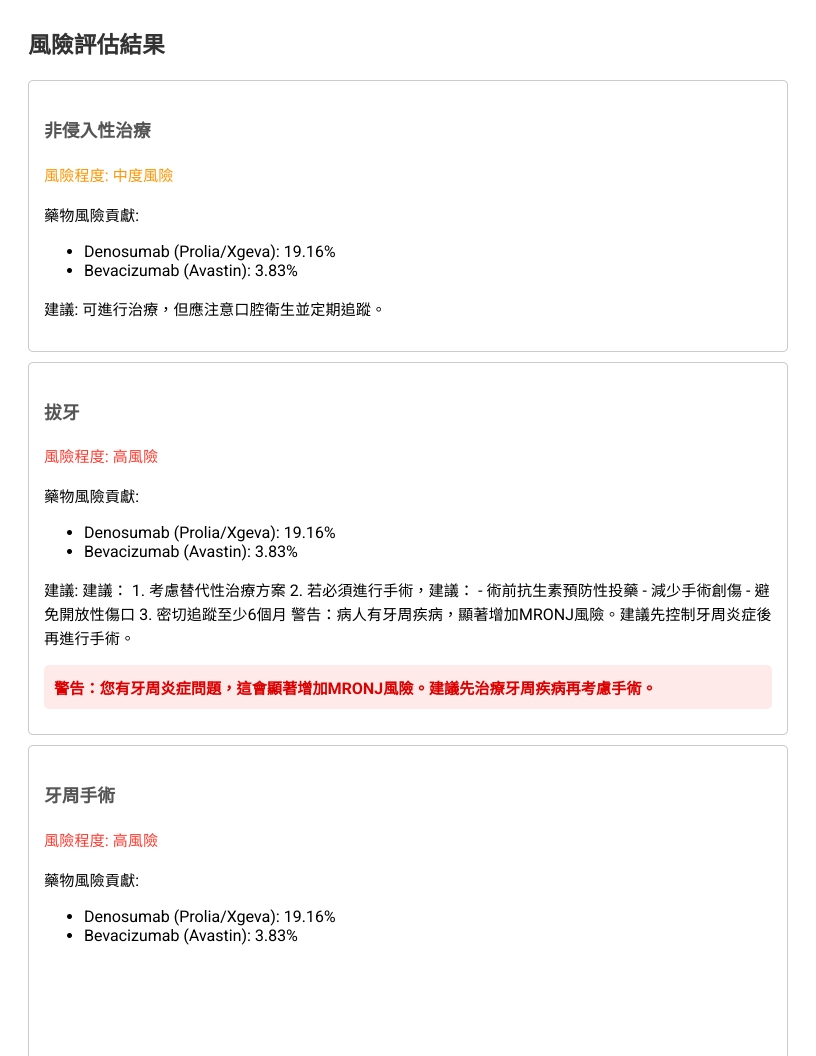 風險評估結果
非侵入性治療
風險程度: 中度風險
藥物風險貢獻:
• Denosumab (Prolia/Xgeva): 19.16%
• Bevacizumab (Avastin): 3.83%
建議: 可進行治療，但應注意口腔衛生並定期追蹤。
拔牙
風險程度: 高風險
藥物風險貢獻:
• Denosumab (Prolia/Xgeva): 19.16%
• Bevacizumab (Avastin): 3.83%
建議: 建議： 1. 考慮替代性治療方案 2. 若必須進行手術，建議： - 術前抗生素預防性投藥 - 減少手術創傷 - 避
免開放性傷口 3. 密切追蹤至少6個月 警告：病人有牙周疾病，顯著增加MRONJ風險。建議先控制牙周炎症後
再進行手術。
警告：您有牙周炎症問題，這會顯著增加MRONJ風險。建議先治療牙周疾病再考慮手術。
牙周手術
風險程度: 高風險
藥物風險貢獻:
• Denosumab (Prolia/Xgeva): 19.16%
• Bevacizumab (Avastin): 3.83%